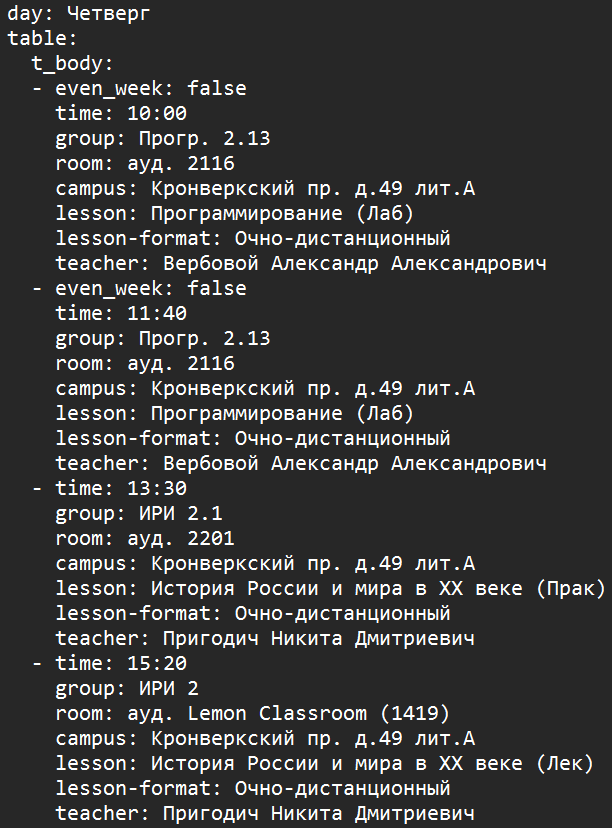 day: Четверг
table:
  t_body:
  - even_week: false
    time: 10:00
    group: Прогр. 2.13
    room: ауд. 2116
    campus: Кронверкский пр. д.49 лит.А
    lesson: Программирование (Лаб)
    lesson-format: Очно-дистанционный
    teacher: Вербовой Александр Александрович
  - even_week: false
    time: 11:40
    group: Прогр. 2.13
    room: ауд. 2116
    campus: Кронверкский пр. д.49 лит.А
    lesson: Программирование (Лаб)
    lesson-format: Очно-дистанционный
    teacher: Вербовой Александр Александрович
  - time: 13:30
    group: ИРИ 2.1
    room: ауд. 2201
    campus: Кронверкский пр. д.49 лит.А
    lesson: История России и мира в XX веке (Прак)
    lesson-format: Очно-дистанционный
    teacher: Пригодич Никита Дмитриевич
  - time: 15:20
    group: ИРИ 2
    room: ауд. Lemon Classroom (1419)
    campus: Кронверкский пр. д.49 лит.А
    lesson: История России и мира в XX веке (Лек)
    lesson-format: Очно-дистанционный
    teacher: Пригодич Никита Дмитриевич